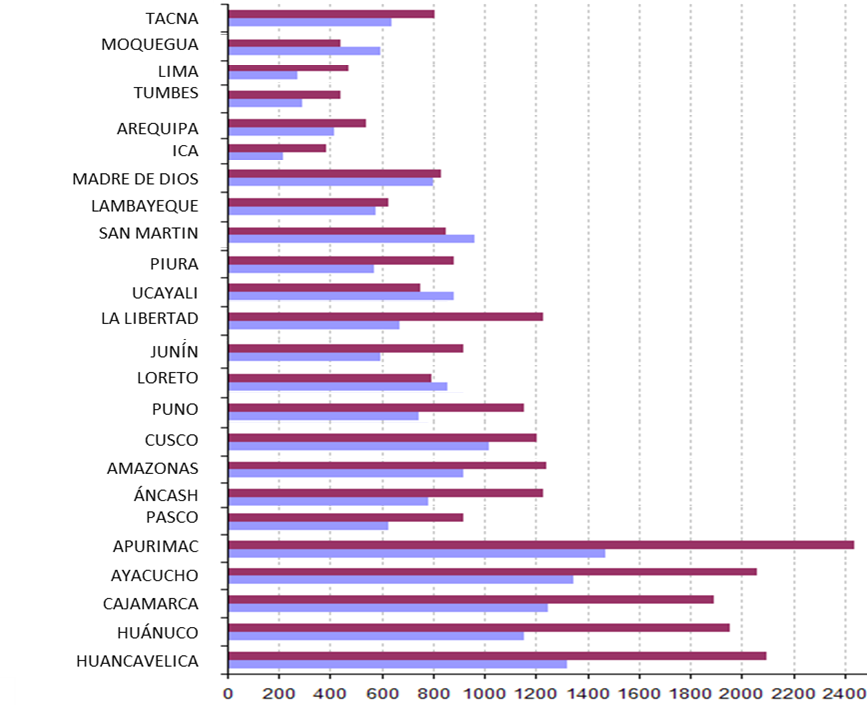 TACNA
MOQUEGUA
LIMA
TUMBES
AREQUIPA
ICA
MADRE DE DIOS
LAMBAYEQUE
SAN MARTIN
PIURA
UCAYALI
LA LIBERTAD
JUNÍN
LORETO
PUNO
CUSCO
AMAZONAS
ÁNCASH
PASCO
APURIMAC
AYACUCHO
CAJAMARCA
HUÁNUCO
HUANCAVELICA
0 200 400 600 800 1000 1200 1400 1600 1800 2000 2200 2400